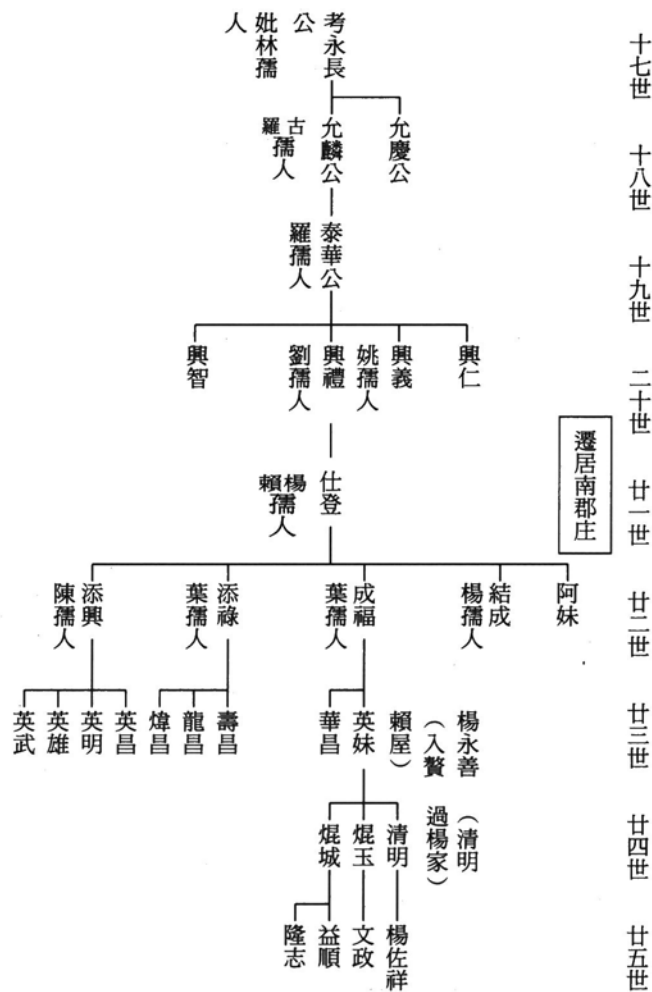 十七世
十八世
十九世
二十世
廿一世
廿二世
廿三世
廿四世
廿五世
遷居南郡庄
考永長
公
妣林孺
人
允慶公
允麟公
古羅孺人
泰華公
羅孺人
興仁
興義
姚孺人
興禮
劉孺人
興智
仕登
楊賴孺人
阿妹
結成
楊孺人
成福
葉孺人
添祿
葉孺人
添興
陳孺人
楊永善
（入贅
賴屋）
英妹
華昌
壽昌
龍昌
煒昌
英昌
英明
英雄
英武
（清明
過楊家）
清明
焜玉
焜城
楊佐祥
文政
益順
隆志